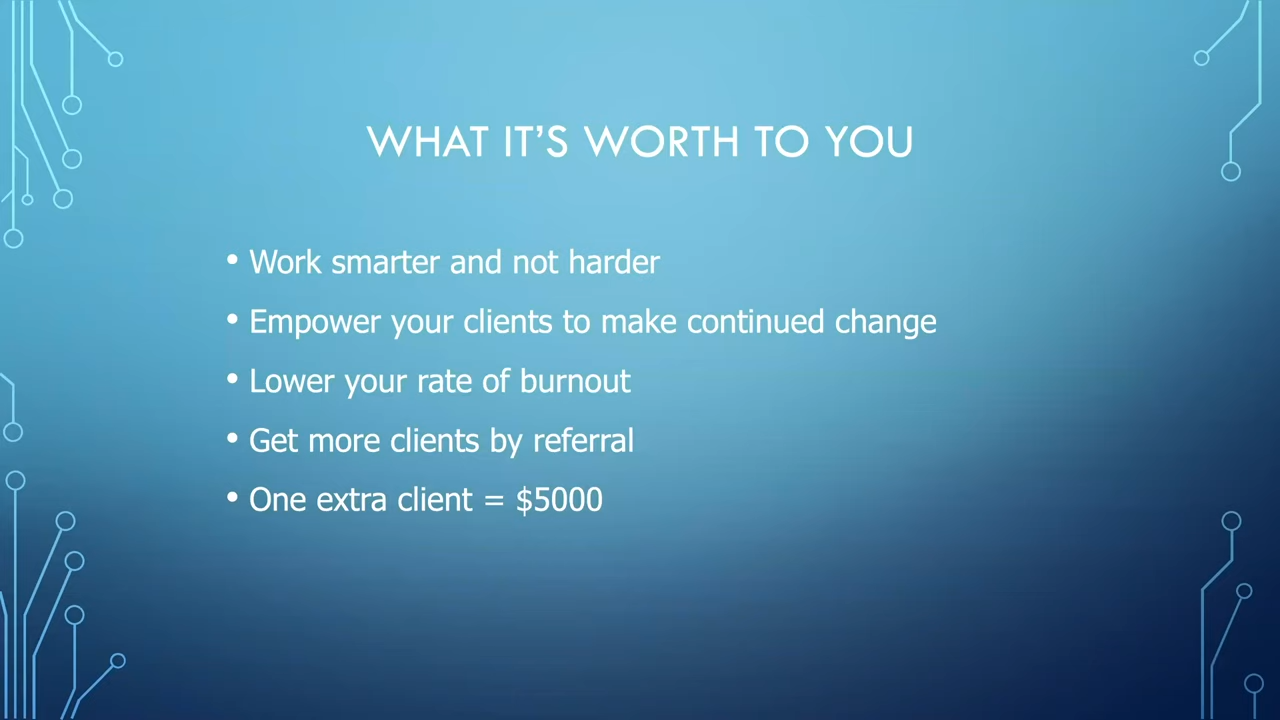 WHAT IT’S WORTH TO YOU
• Work smarter and not harder
• Empower your clients to make continued change
• Lower your rate of burnout
• Get more clients by referral
• One extra client = $5000